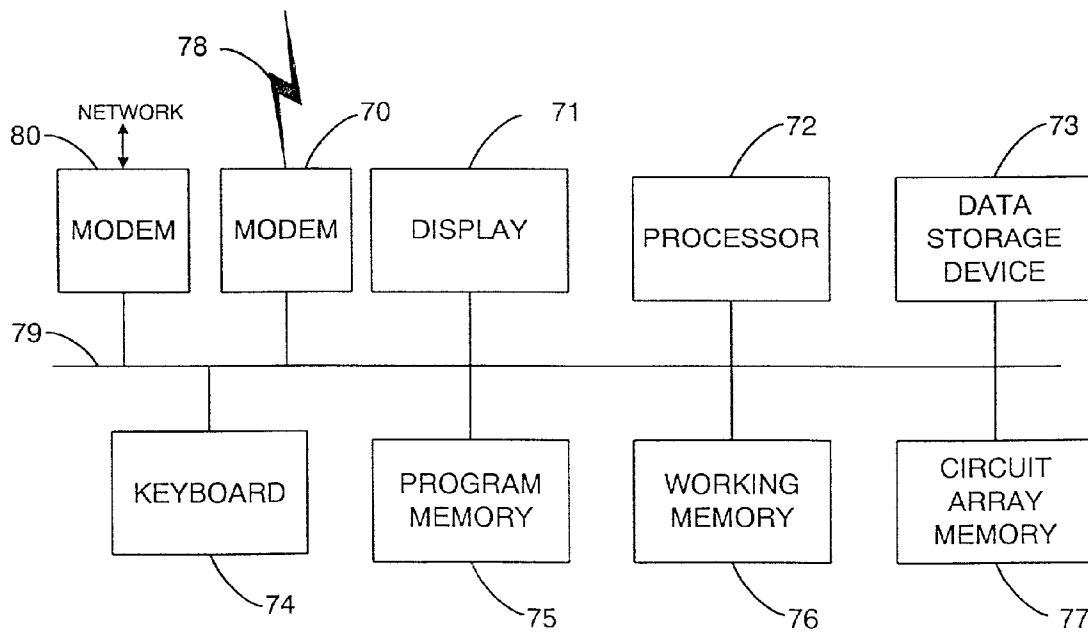 78
NETWORK
80
70
71
72
73
MODEM
MODEM
DISPLAY
PROCESSOR
DATA
STORAGE
DEVICE
79
KEYBOARD
PROGRAM
MEMORY
WORKING
MEMORY
CIRCUIT
ARRAY
MEMORY
74
75
76
77